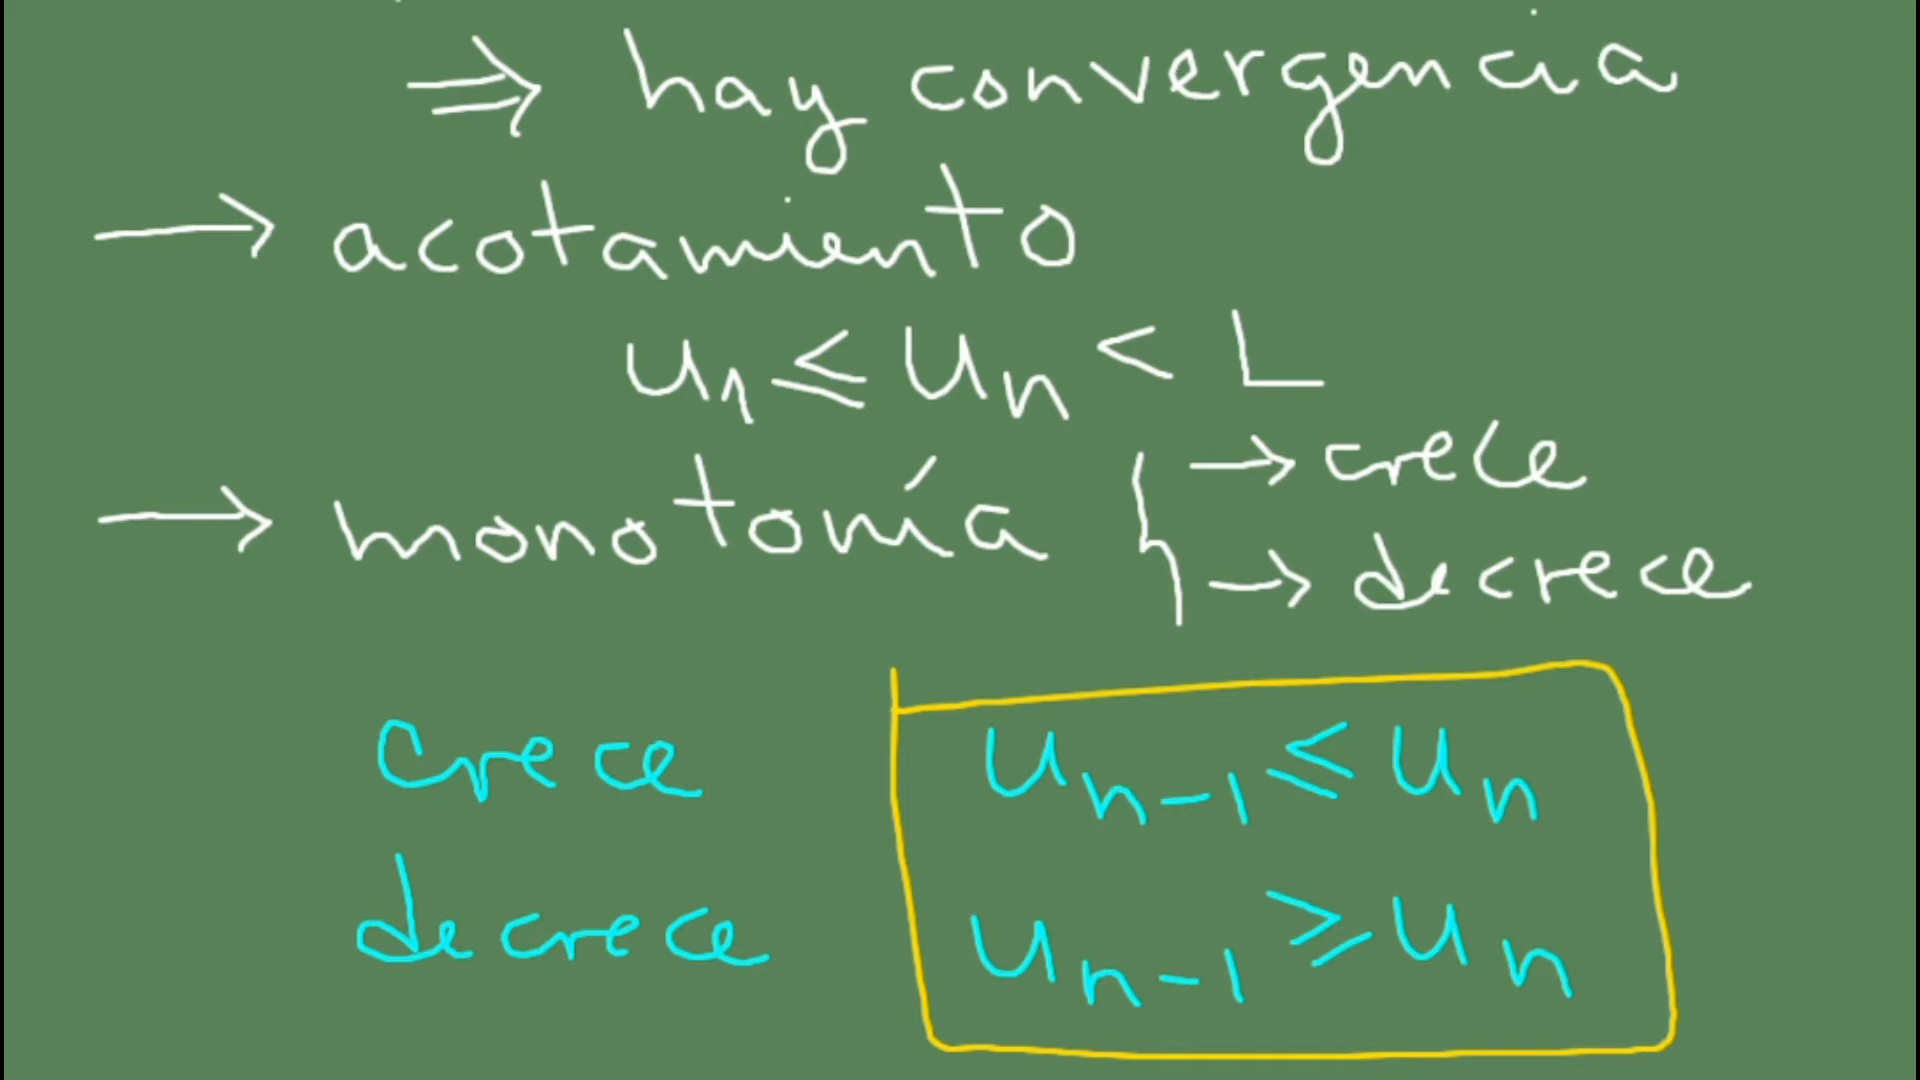 ⇒ hay convergencia
→ acotamiento
u₁ ≤ uₙ < L
→ monotonía { → crece
→ decrece
crece uₙ₋₁ ≤ uₙ
decrece uₙ₋₁ ≥ uₙ